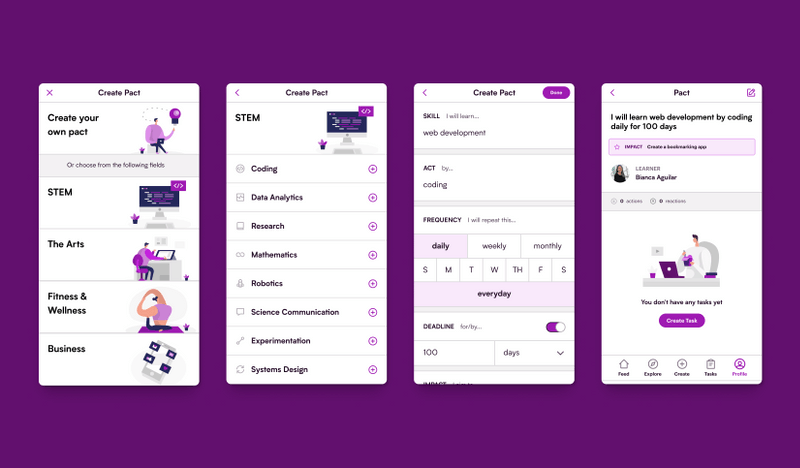 Create Pact
Create your
own pact
Or choose from the following fields
STEM
</>
The Arts
Fitness &
Wellness
Business
Create Pact
STEM
</>
Coding
Data Analytics
Research
Mathematics
Robotics
Science Communication
Experimentation
Systems Design
Create Pact
Done
SKILL I will learn...
web development
ACT by...
coding
FREQUENCY I will repeat this...
daily weekly monthly
S M T W TH F S
everyday
DEADLINE for/by...
100 days
Pact
I will learn web development by coding
daily for 100 days
IMPACT Create a bookmarking app
LEARNER
Bianca Aguilar
0 actions 0 reactions
You don't have any tasks yet
Create Task
Feed Explore Create Tasks Profile